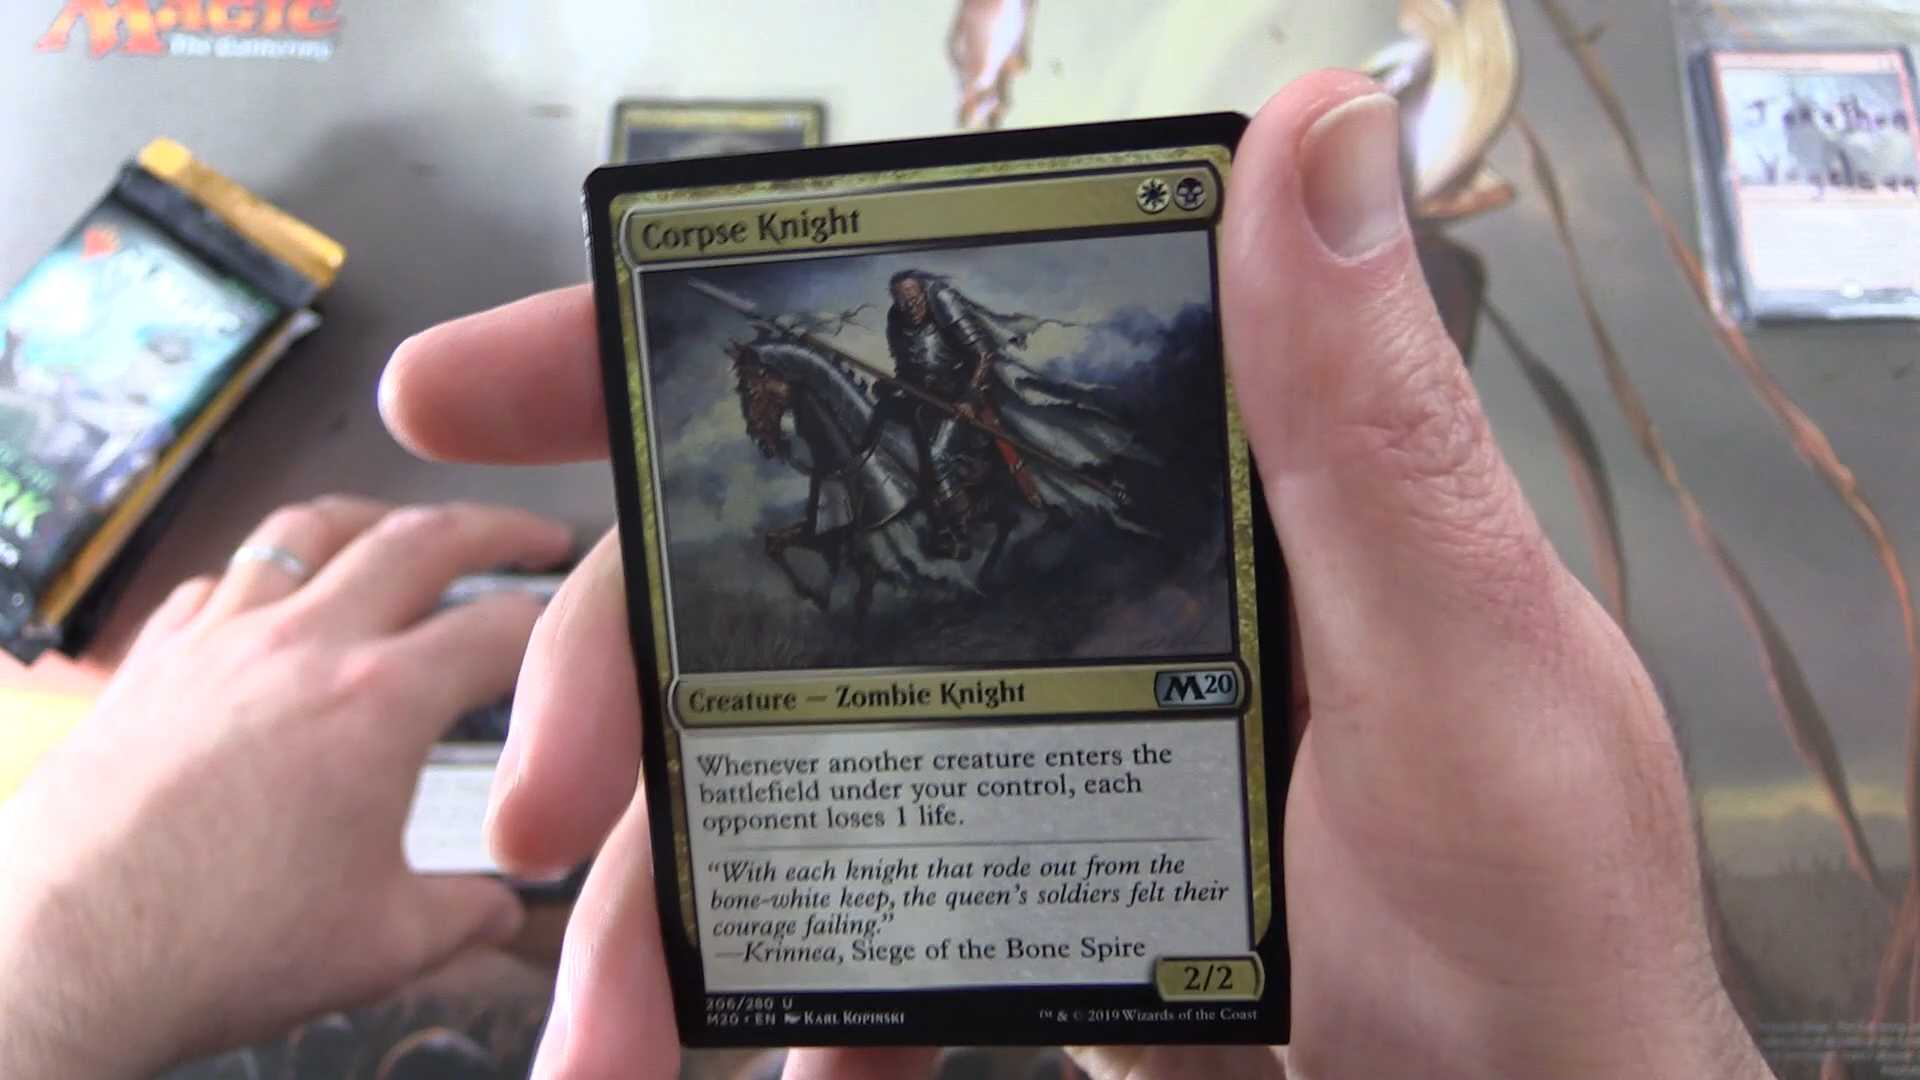 Magic
The Gathering
Corpse Knight
Creature — Zombie Knight
M20
Whenever another creature enters the
battlefield under your control, each
opponent loses 1 life.
“With each knight that rode out from the
bone-white keep, the queen's soldiers felt their
courage failing.”
—Krinnea, Siege of the Bone Spire
2/2
206/280 U
M20 • EN Karl Kopinski
™ & © 2019 Wizards of the Coast